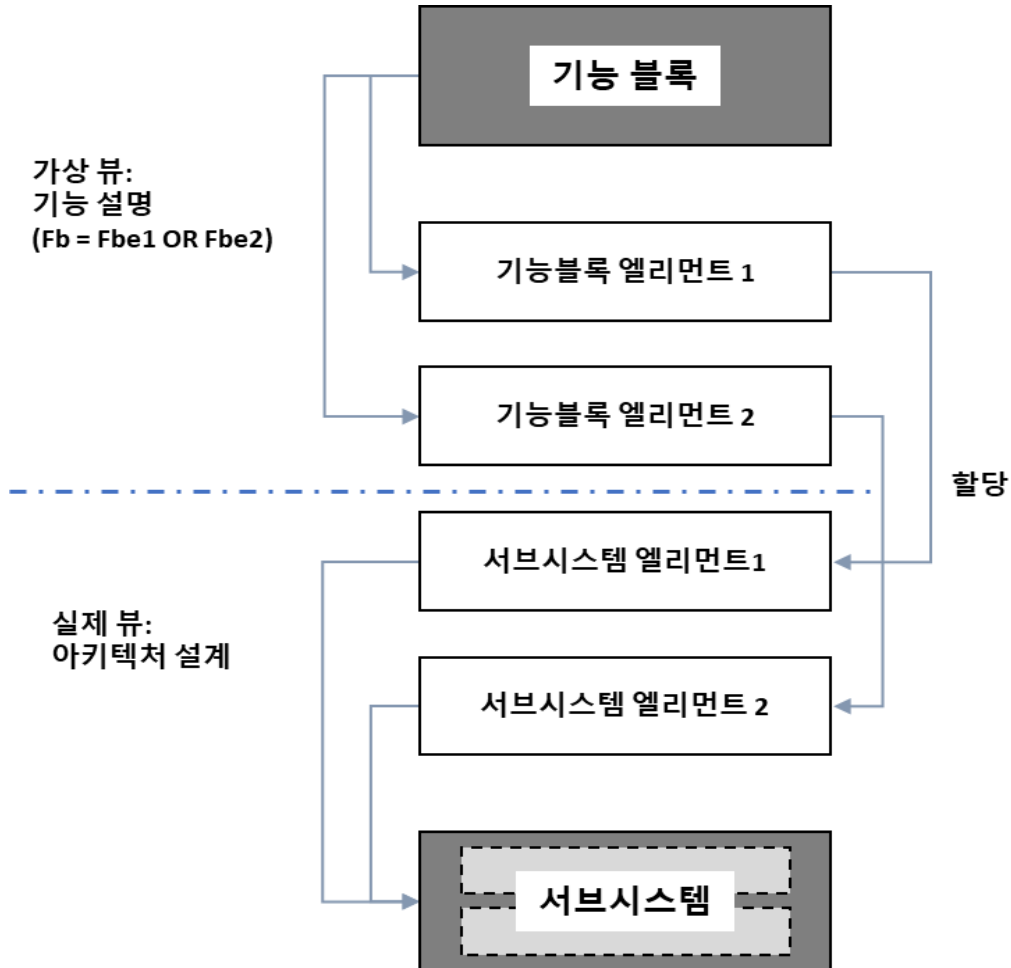 기능 블록
가상 뷰:
기능 설명
(Fb = Fbe1 OR Fbe2)
기능블록 엘리먼트 1
기능블록 엘리먼트 2
할당
서브시스템 엘리먼트1
실제 뷰:
아키텍처 설계
서브시스템 엘리먼트 2
서브시스템